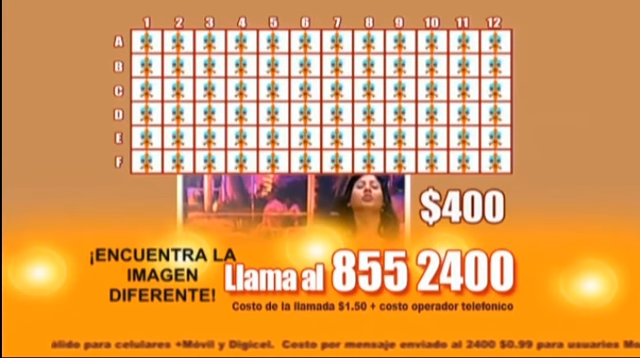 1 2 3 4 5 6 7 8 9 10 11 12
A
B
C
D
E
F
$400
¡ENCUENTRA LA
IMAGEN
DIFERENTE!
Llama al 855 2400
Costo de la llamada $1.50 + costo operador telefonico
álido para celulares +Móvil y Digicel. Costo por mensaje enviado al 2400 $0.99 para usuarios Mo